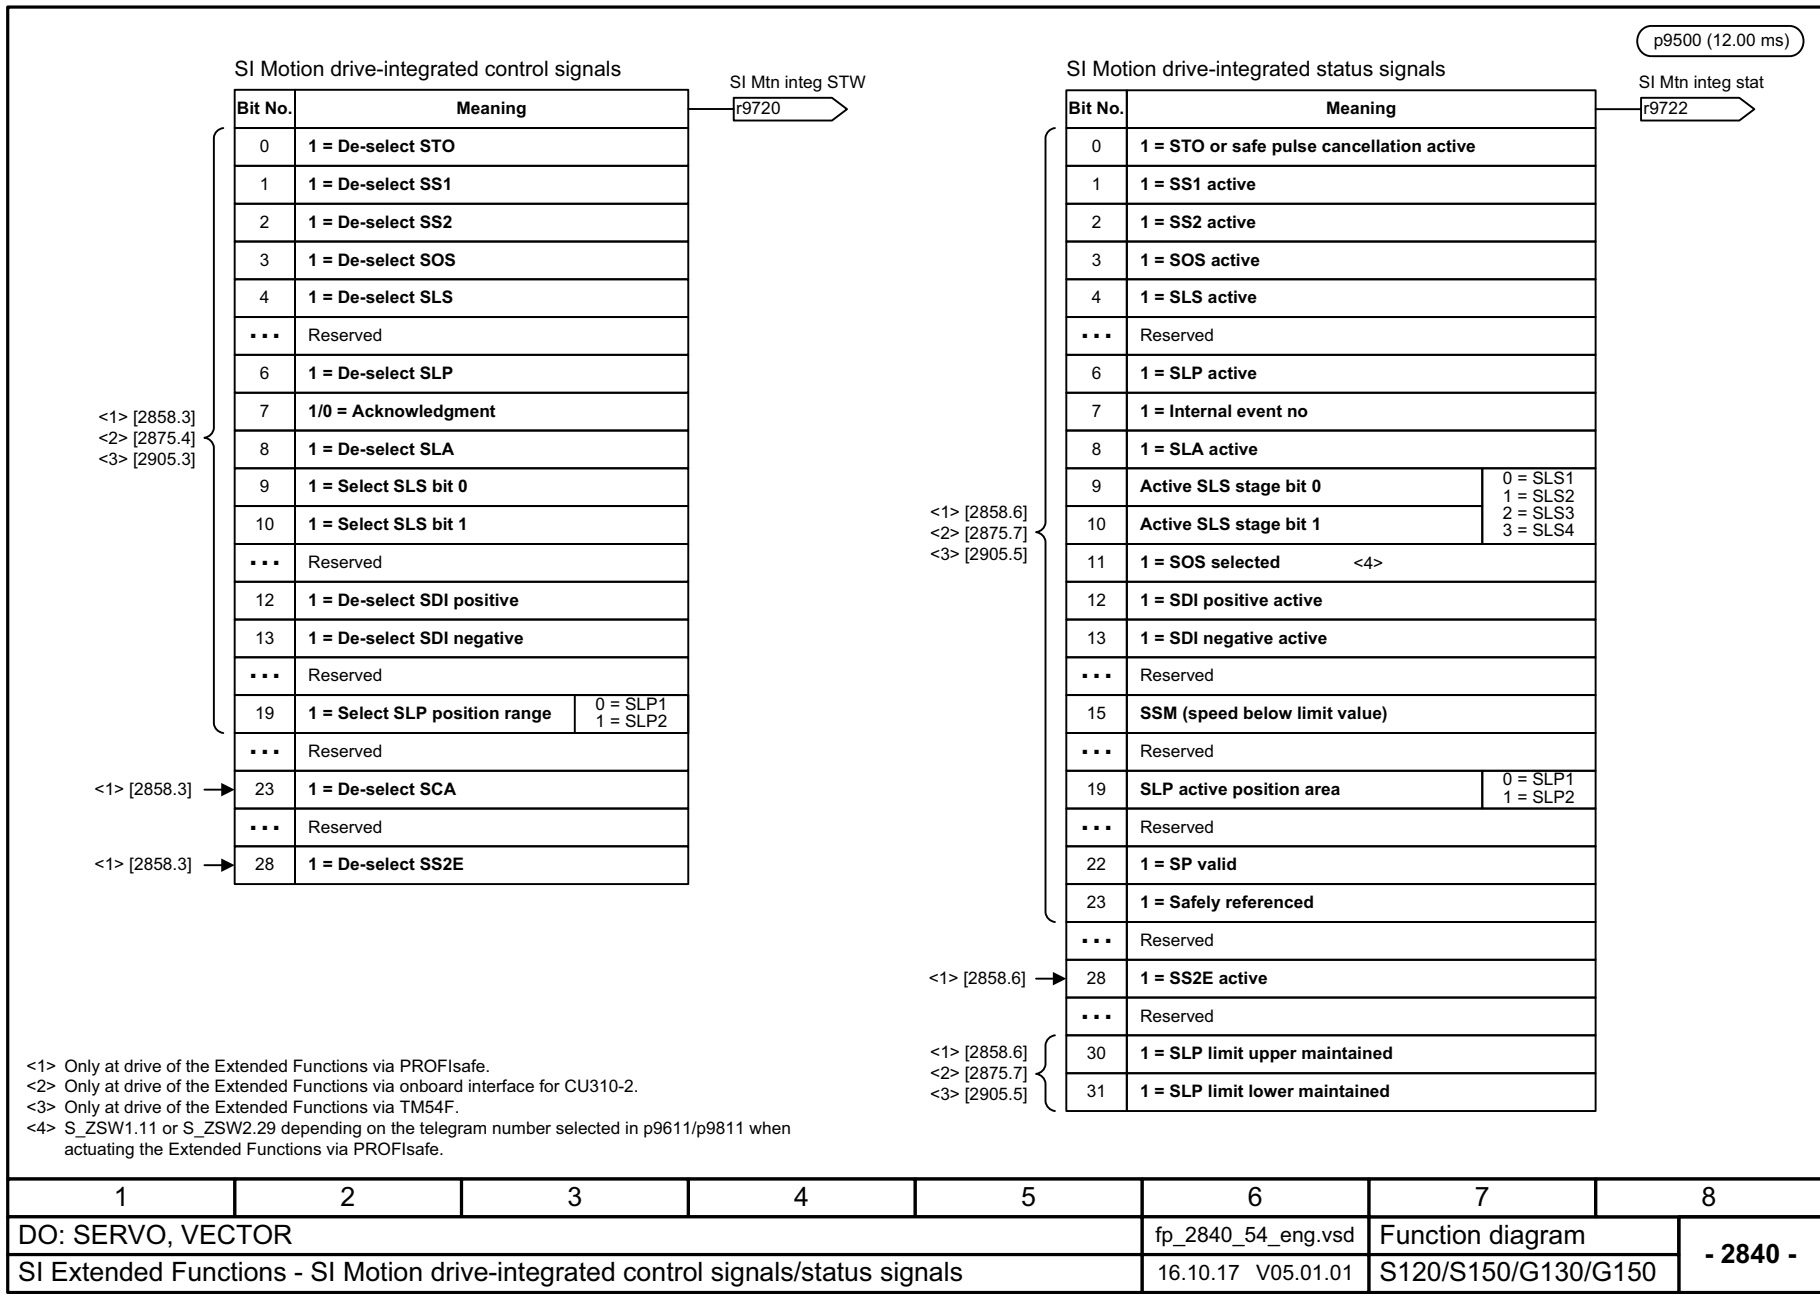 p9500 (12.00 ms)
SI Motion drive-integrated control signals
SI Mtn integ STW
r9720
Bit No. Meaning
0 1 = De-select STO
1 1 = De-select SS1
2 1 = De-select SS2
3 1 = De-select SOS
4 1 = De-select SLS
... Reserved
6 1 = De-select SLP
7 1/0 = Acknowledgment
8 1 = De-select SLA
9 1 = Select SLS bit 0
10 1 = Select SLS bit 1
... Reserved
12 1 = De-select SDI positive
13 1 = De-select SDI negative
... Reserved
19 1 = Select SLP position range
0 = SLP1
1 = SLP2
... Reserved
23 1 = De-select SCA
... Reserved
28 1 = De-select SS2E
<1> [2858.3]
<2> [2875.4]
<3> [2905.3]
<1> [2858.3]
<1> [2858.3]
SI Motion drive-integrated status signals
SI Mtn integ stat
r9722
Bit No. Meaning
0 1 = STO or safe pulse cancellation active
1 1 = SS1 active
2 1 = SS2 active
3 1 = SOS active
4 1 = SLS active
... Reserved
6 1 = SLP active
7 1 = Internal event no
8 1 = SLA active
9 Active SLS stage bit 0
10 Active SLS stage bit 1
0 = SLS1
1 = SLS2
2 = SLS3
3 = SLS4
11 1 = SOS selected <4>
12 1 = SDI positive active
13 1 = SDI negative active
... Reserved
15 SSM (speed below limit value)
... Reserved
19 SLP active position area
0 = SLP1
1 = SLP2
... Reserved
22 1 = SP valid
23 1 = Safely referenced
... Reserved
28 1 = SS2E active
... Reserved
30 1 = SLP limit upper maintained
31 1 = SLP limit lower maintained
<1> [2858.6]
<2> [2875.7]
<3> [2905.5]
<1> [2858.6]
<1> [2858.6]
<2> [2875.7]
<3> [2905.5]
<1> Only at drive of the Extended Functions via PROFIsafe.
<2> Only at drive of the Extended Functions via onboard interface for CU310-2.
<3> Only at drive of the Extended Functions via TM54F.
<4> S_ZSW1.11 or S_ZSW2.29 depending on the telegram number selected in p9611/p9811 when
actuating the Extended Functions via PROFIsafe.
1 2 3 4 5 6 7 8
DO: SERVO, VECTOR
fp_2840_54_eng.vsd
Function diagram
- 2840 -
SI Extended Functions - SI Motion drive-integrated control signals/status signals
16.10.17 V05.01.01
S120/S150/G130/G150